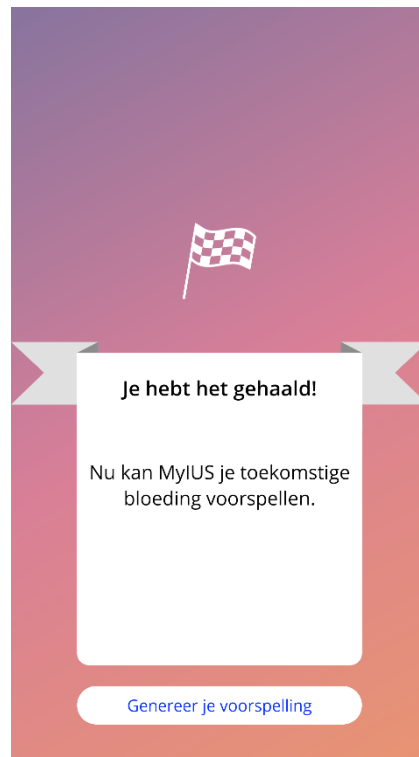 Je hebt het gehaald!
Nu kan MyIUS je toekomstige
bloeding voorspellen.
Genereer je voorspelling